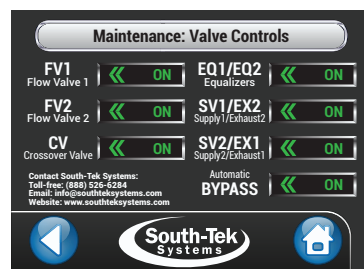 Maintenance: Valve Controls
FV1
Flow Valve 1
ON
EQ1/EQ2
Equalizers
ON
FV2
Flow Valve 2
ON
SV1/EX2
Supply1/Exhaust2
ON
CV
Crossover Valve
ON
SV2/EX1
Supply2/Exhaust1
ON
Contact South-Tek Systems:
Toll-free: (888) 526-6284
Email: info@southteksystems.com
Website: www.southteksystems.com
Automatic
BYPASS
ON
South-Tek
Systems